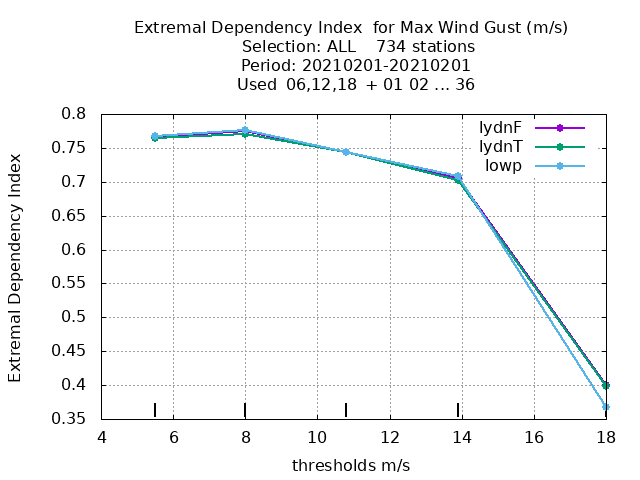 Extremal Dependency Index  for Max Wind Gust (m/s)
Selection: ALL    734 stations
Period: 20210201-20210201
Used  06,12,18  + 01 02 ... 36
lydnF
lydnT
lowp
Extremal Dependency Index
0.8
0.75
0.7
0.65
0.6
0.55
0.5
0.45
0.4
0.35
4 6 8 10 12 14 16 18
thresholds m/s